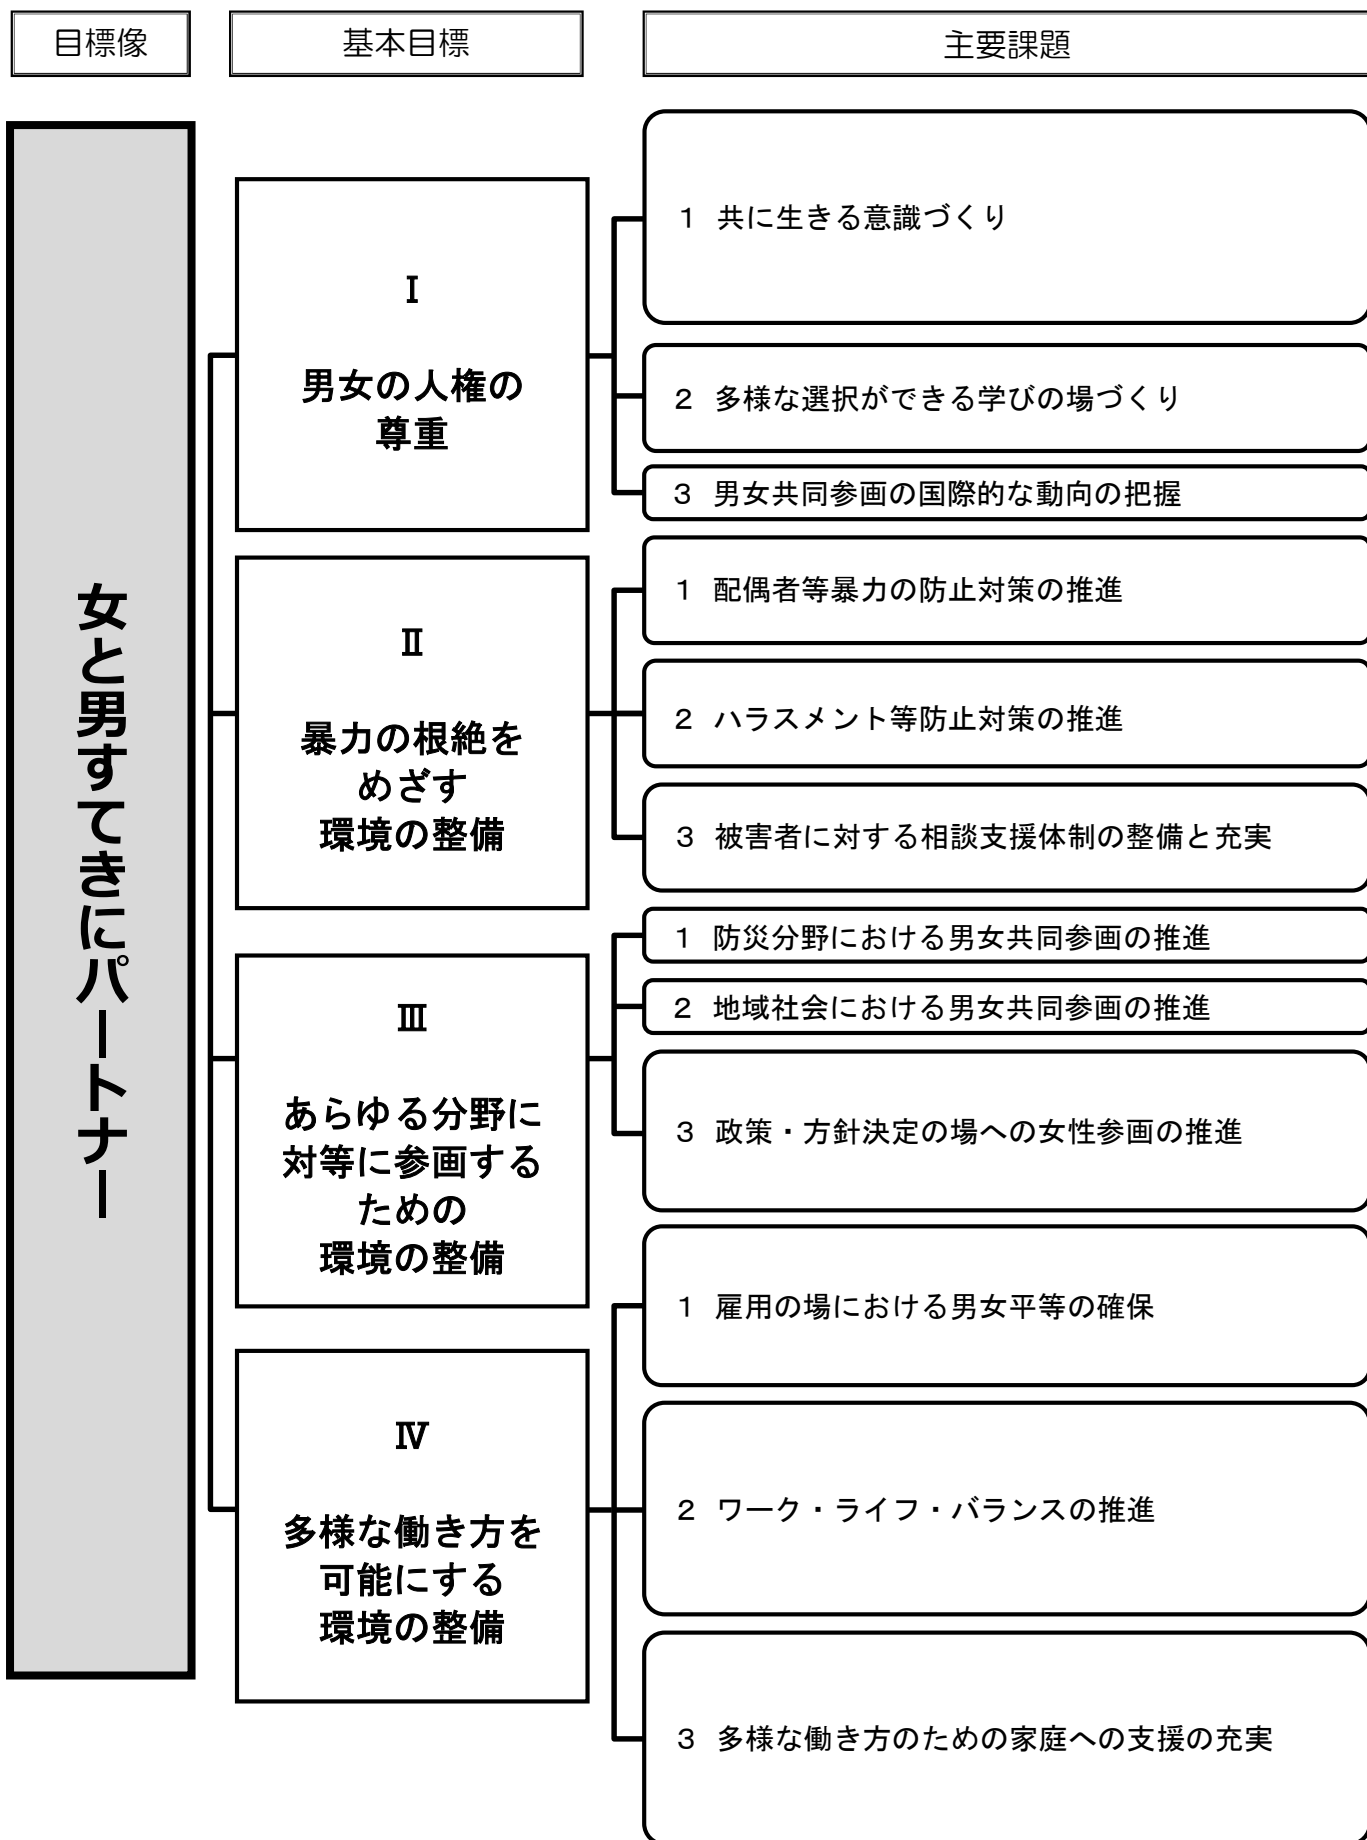 目標像
基本目標
主要課題
女と男すてきにパートナー
Ⅰ
男女の人権の
尊重
1 共に生きる意識づくり
2 多様な選択ができる学びの場づくり
3 男女共同参画の国際的な動向の把握
Ⅱ
暴力の根絶を
めざす
環境の整備
1 配偶者等暴力の防止対策の推進
2 ハラスメント等防止対策の推進
3 被害者に対する相談支援体制の整備と充実
Ⅲ
あらゆる分野に
対等に参画する
ための
環境の整備
1 防災分野における男女共同参画の推進
2 地域社会における男女共同参画の推進
3 政策・方針決定の場への女性参画の推進
Ⅳ
多様な働き方を
可能にする
環境の整備
1 雇用の場における男女平等の確保
2 ワーク・ライフ・バランスの推進
3 多様な働き方のための家庭への支援の充実